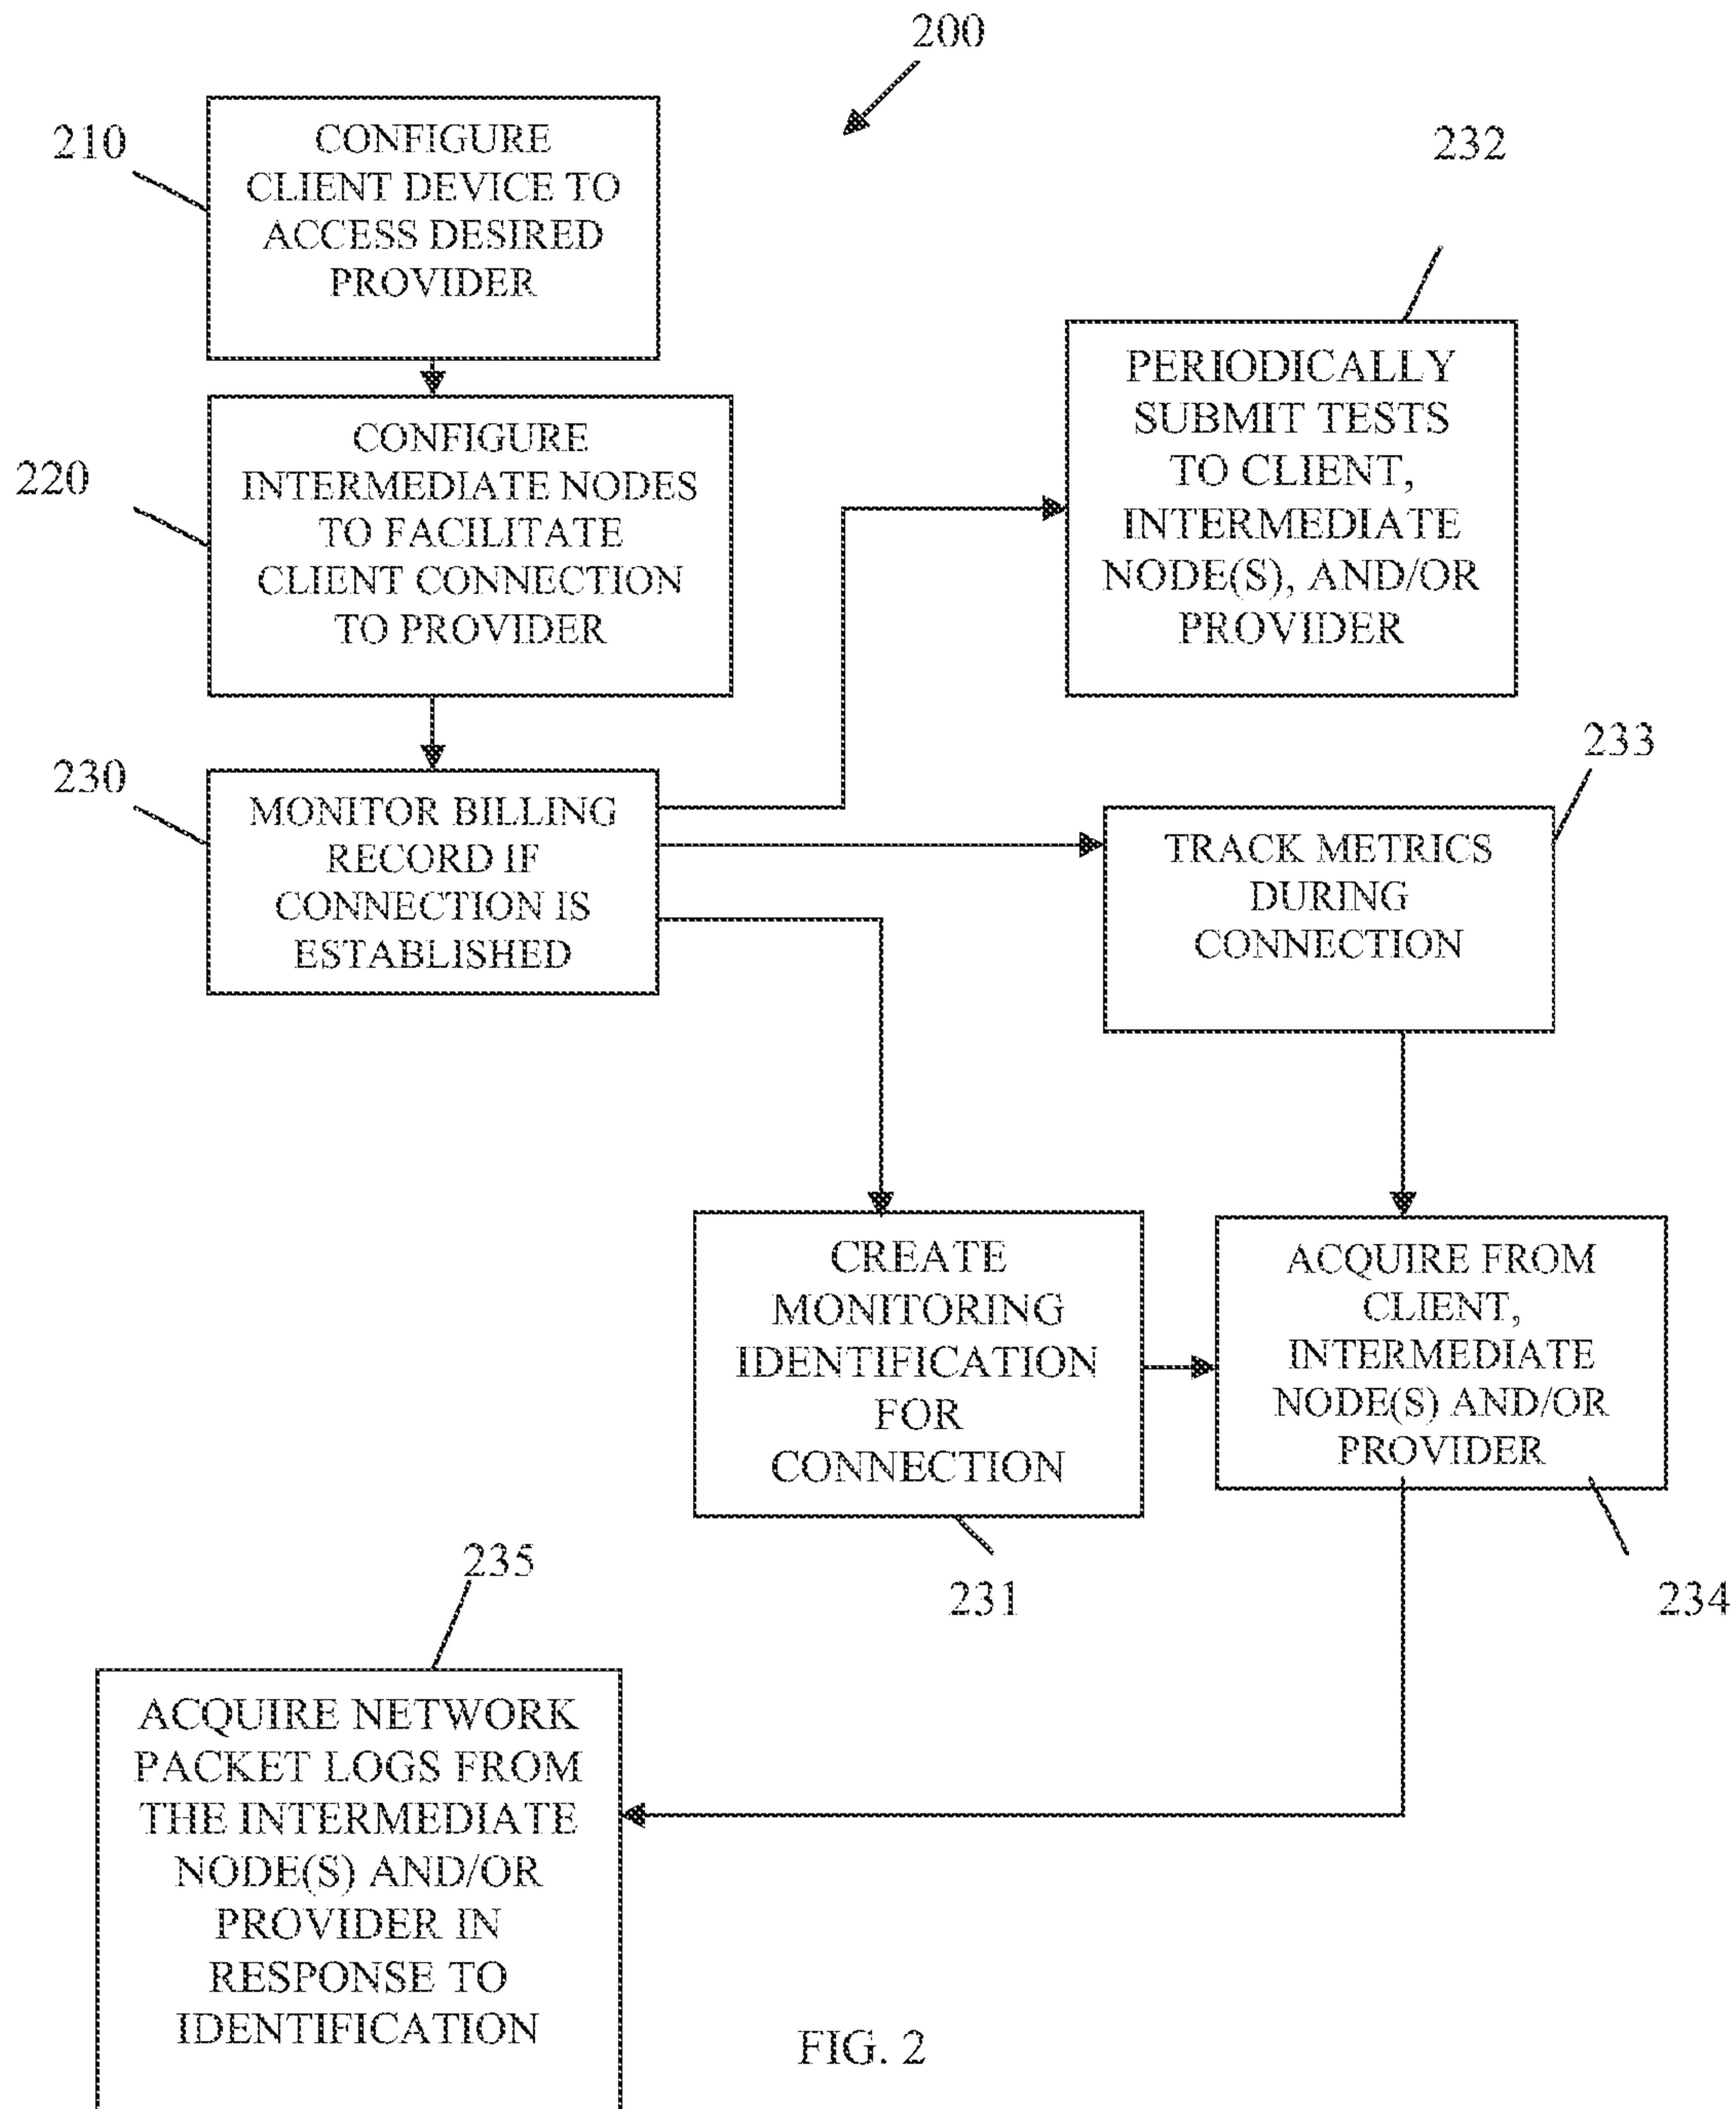 200
210
CONFIGURE
CLIENT DEVICE TO
ACCESS DESIRED
PROVIDER
232
220
CONFIGURE
INTERMEDIATE NODES
TO FACILITATE
CLIENT CONNECTION
TO PROVIDER
PERIODICALLY
SUBMIT TESTS
TO CLIENT,
INTERMEDIATE
NODE(S), AND/OR
PROVIDER
230
MONITOR BILLING
RECORD IF
CONNECTION IS
ESTABLISHED
233
TRACK METRICS
DURING
CONNECTION
CREATE
MONITORING
IDENTIFICATION
FOR
CONNECTION
231
ACQUIRE FROM
CLIENT,
INTERMEDIATE
NODE(S) AND/OR
PROVIDER
234
235
ACQUIRE NETWORK
PACKET LOGS FROM
THE INTERMEDIATE
NODE(S) AND/OR
PROVIDER IN
RESPONSE TO
IDENTIFICATION
FIG. 2